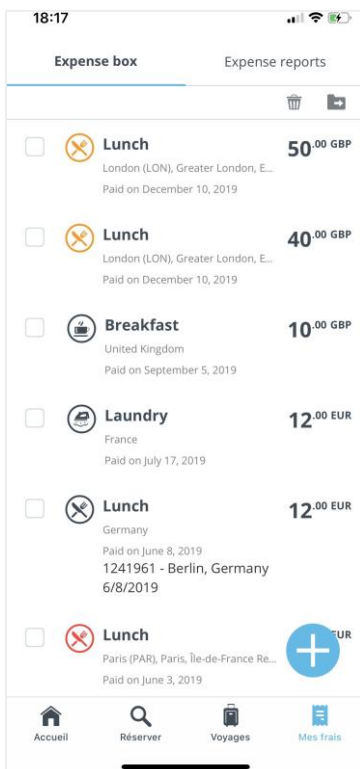 18:17
Expense box
Expense reports
Lunch
50.00 GBP
London (LON), Greater London, E...
Paid on December 10, 2019
Lunch
40.00 GBP
London (LON), Greater London, E...
Paid on December 10, 2019
Breakfast
10.00 GBP
United Kingdom
Paid on September 5, 2019
Laundry
12.00 EUR
France
Paid on July 17, 2019
Lunch
12.00 EUR
Germany
Paid on June 8, 2019
1241961 - Berlin, Germany
6/8/2019
Lunch
Paris (PAR), Paris, Île-de-France Re...
Paid on June 3, 2019
Accueil
Réserver
Voyages
Mes frais